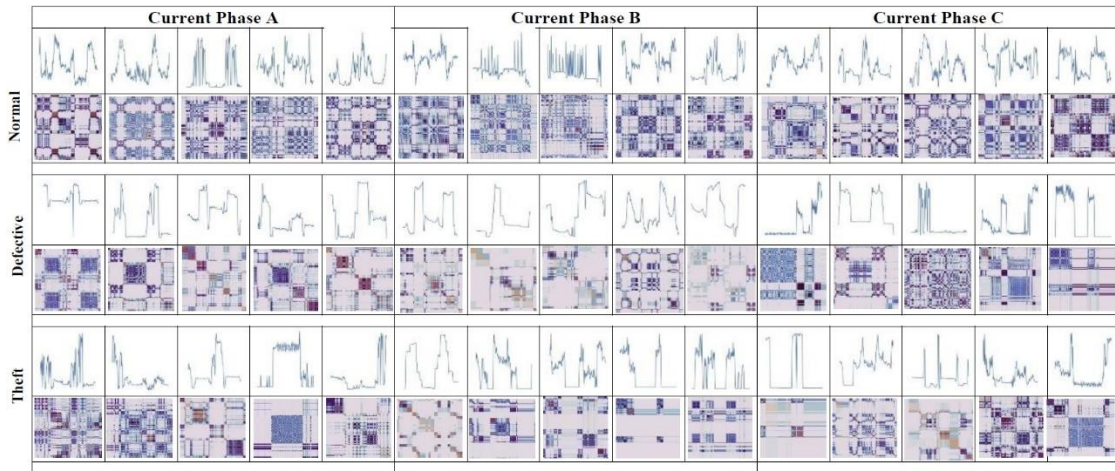 Current Phase A
Current Phase B
Current Phase C
Normal
Defective
Theft